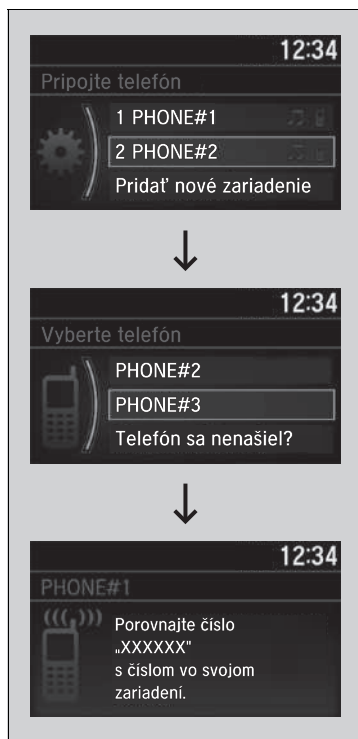 12:34
Pripojte telefón
1 PHONE#1
2 PHONE#2
Pridať nové zariadenie
12:34
Vyberte telefón
PHONE#2
PHONE#3
Telefón sa nenašiel?
12:34
PHONE#1
Porovnajte číslo
„XXXXXX"
s číslom vo svojom
zariadení.